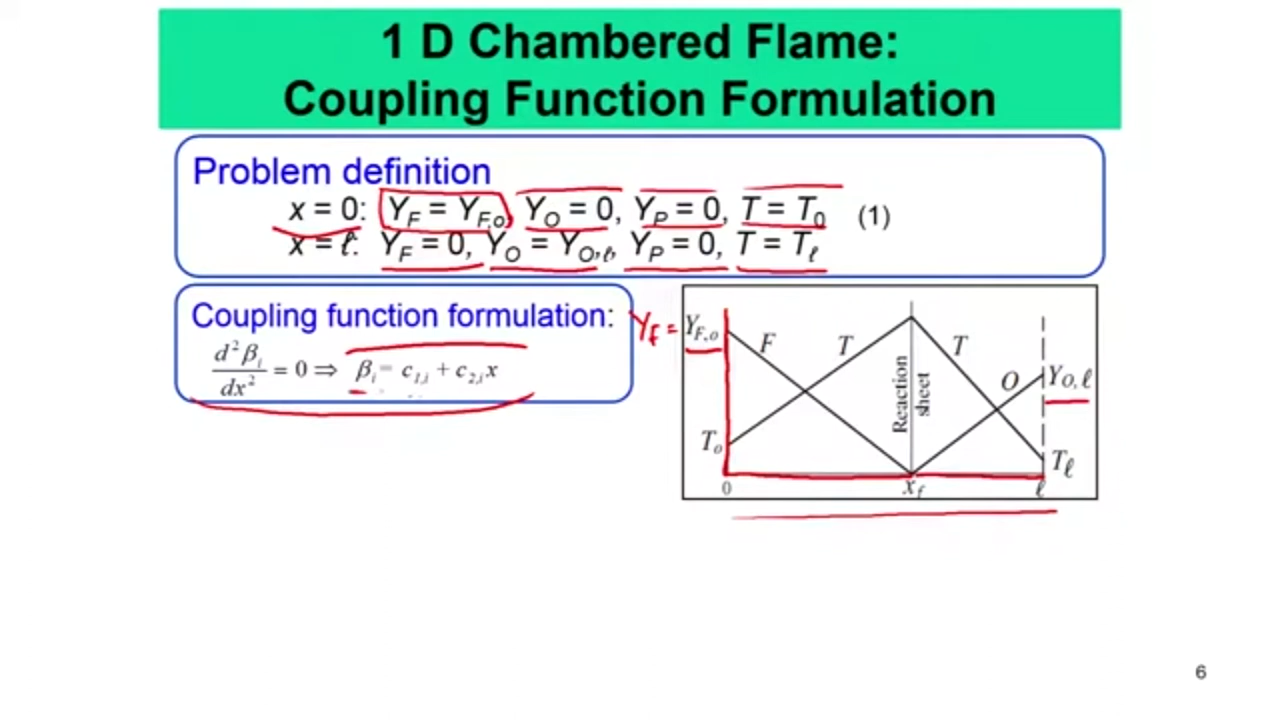 1 D Chambered Flame:
Coupling Function Formulation
Problem definition
x = 0: Y_F = Y_F,o, Y_O = 0, Y_P = 0, T = T_0 (1)
x = ℓ: Y_F = 0, Y_O = Y_O,ℓ, Y_P = 0, T = T_ℓ
Coupling function formulation:
d²β_i/dx² = 0 ⇒ β_i = c_1,i + c_2,i x
Y_F = Y_F,o
F
T
T
Reaction
sheet
O
Y_O,ℓ
T_o
T_ℓ
0
x_f
ℓ
6